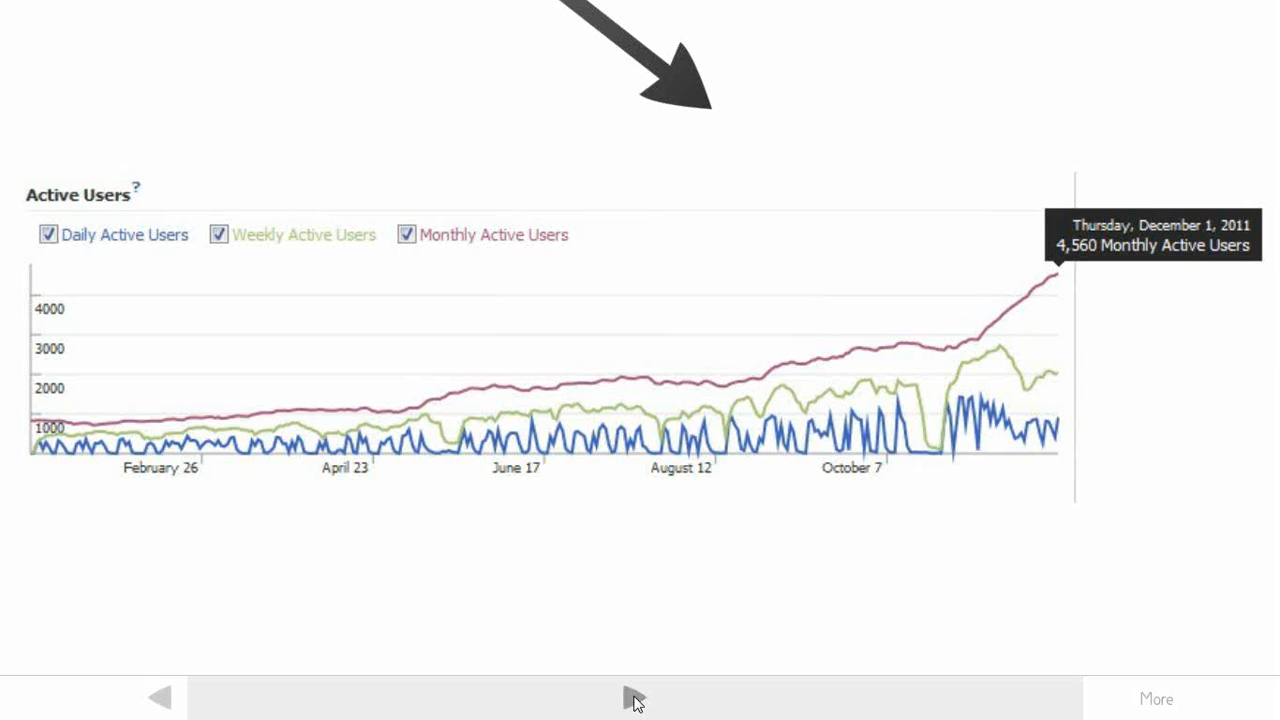 Active Users?
Daily Active Users Weekly Active Users Monthly Active Users
Thursday, December 1, 2011
4,560 Monthly Active Users
4000
3000
2000
1000
February 26 April 23 June 17 August 12 October 7
More